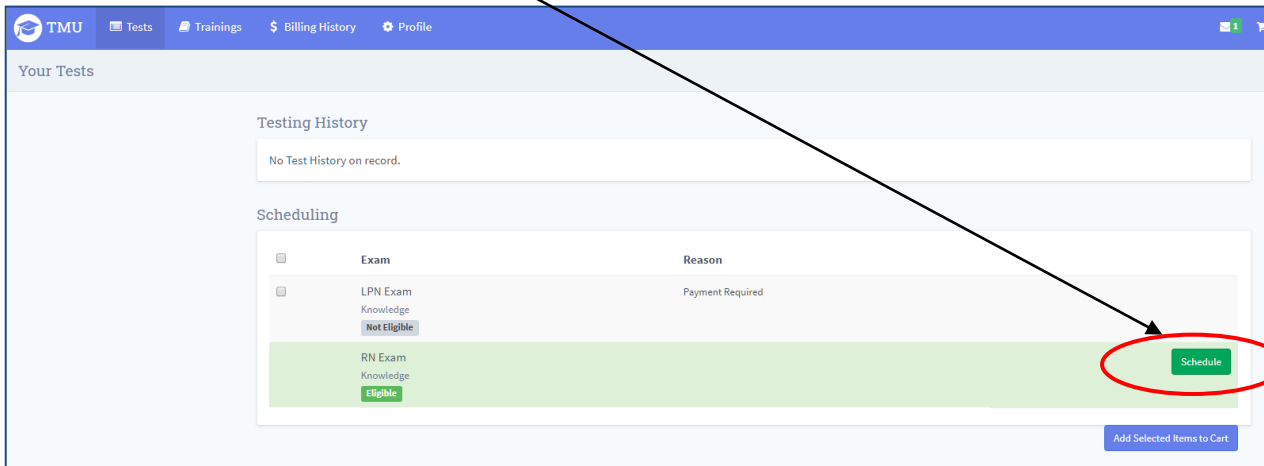 TMU Tests Trainings $ Billing History Profile 1
Your Tests
Testing History
No Test History on record.
Scheduling
Exam Reason
LPN Exam Payment Required
Knowledge
Not Eligible
RN Exam Schedule
Knowledge
Eligible
Add Selected Items to Cart